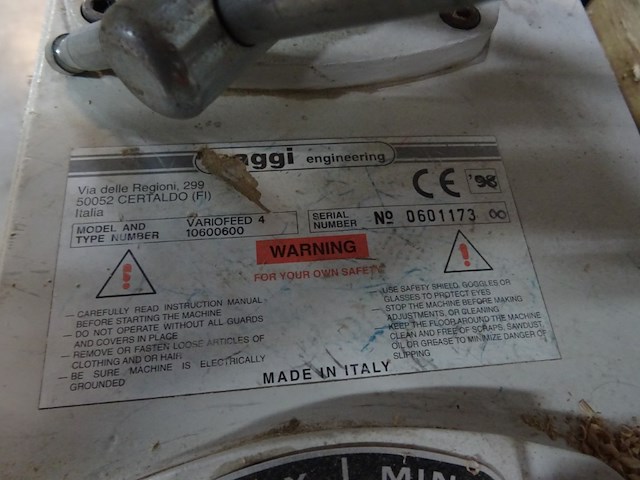 aggi engineering
Via delle Regioni, 299
50052 CERTALDO (FI)
Italia
CE '98
MODEL AND TYPE NUMBER VARIOFEED 4 10600600
SERIAL NUMBER Nº 0601173
WARNING
FOR YOUR OWN SAFETY
! !
– CAREFULLY READ INSTRUCTION MANUAL
BEFORE STARTING THE MACHINE
– DO NOT OPERATE WITHOUT ALL GUARDS
AND COVERS IN PLACE
– REMOVE OR FASTEN LOOSE ARTICLES OF
CLOTHING AND OR HAIR
– BE SURE MACHINE IS ELECTRICALLY
GROUNDED
USE SAFETY SHIELD, GOGGLES OR
GLASSES TO PROTECT EYES
– STOP THE MACHINE BEFORE MAKING
ADJUSTMENTS, OR CLEANING
– KEEP THE FLOOR AROUND THE MACHINE
CLEAN AND FREE OF SCRAPS, SAWDUST,
OIL OR GREASE TO MINIMIZE DANGER OF
SLIPPING
MADE IN ITALY
MIN